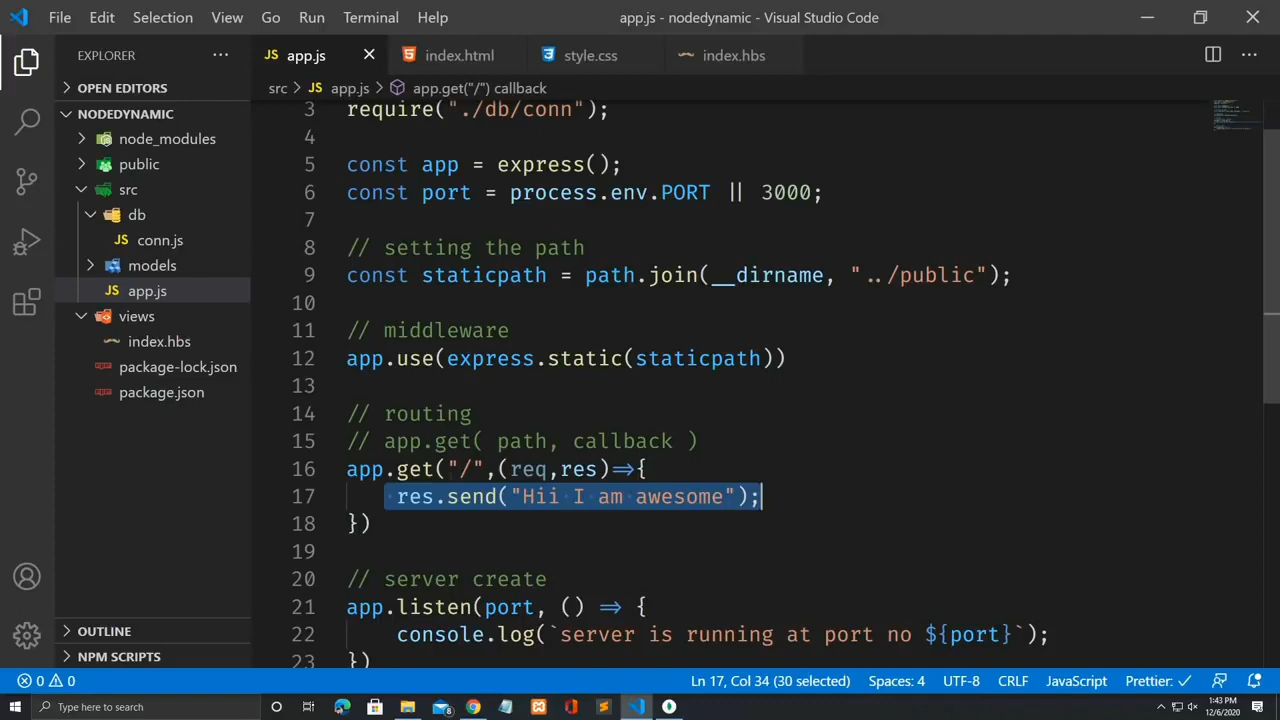 File Edit Selection View Go Run Terminal Help
app.js - nodedynamic - Visual Studio Code
EXPLORER
OPEN EDITORS
NODEDYNAMIC
node_modules
public
src
db
JS conn.js
models
JS app.js
views
index.hbs
package-lock.json
package.json
OUTLINE
NPM SCRIPTS
JS app.js index.html style.css index.hbs
src > JS app.js > app.get("/") callback
3 require("./db/conn");
4
5 const app = express();
6 const port = process.env.PORT || 3000;
7
8 // setting the path
9 const staticpath = path.join(__dirname, "../public");
10
11 // middleware
12 app.use(express.static(staticpath))
13
14 // routing
15 // app.get( path, callback )
16 app.get("/",(req,res)=>{
17 res.send("Hii I am awesome");
18 })
19
20 // server create
21 app.listen(port, () => {
22 console.log(`server is running at port no ${port}`);
23 })
0 0 Ln 17, Col 34 (30 selected) Spaces: 4 UTF-8 CRLF JavaScript Prettier: ✓
Type here to search
1:43 PM
12/6/2020